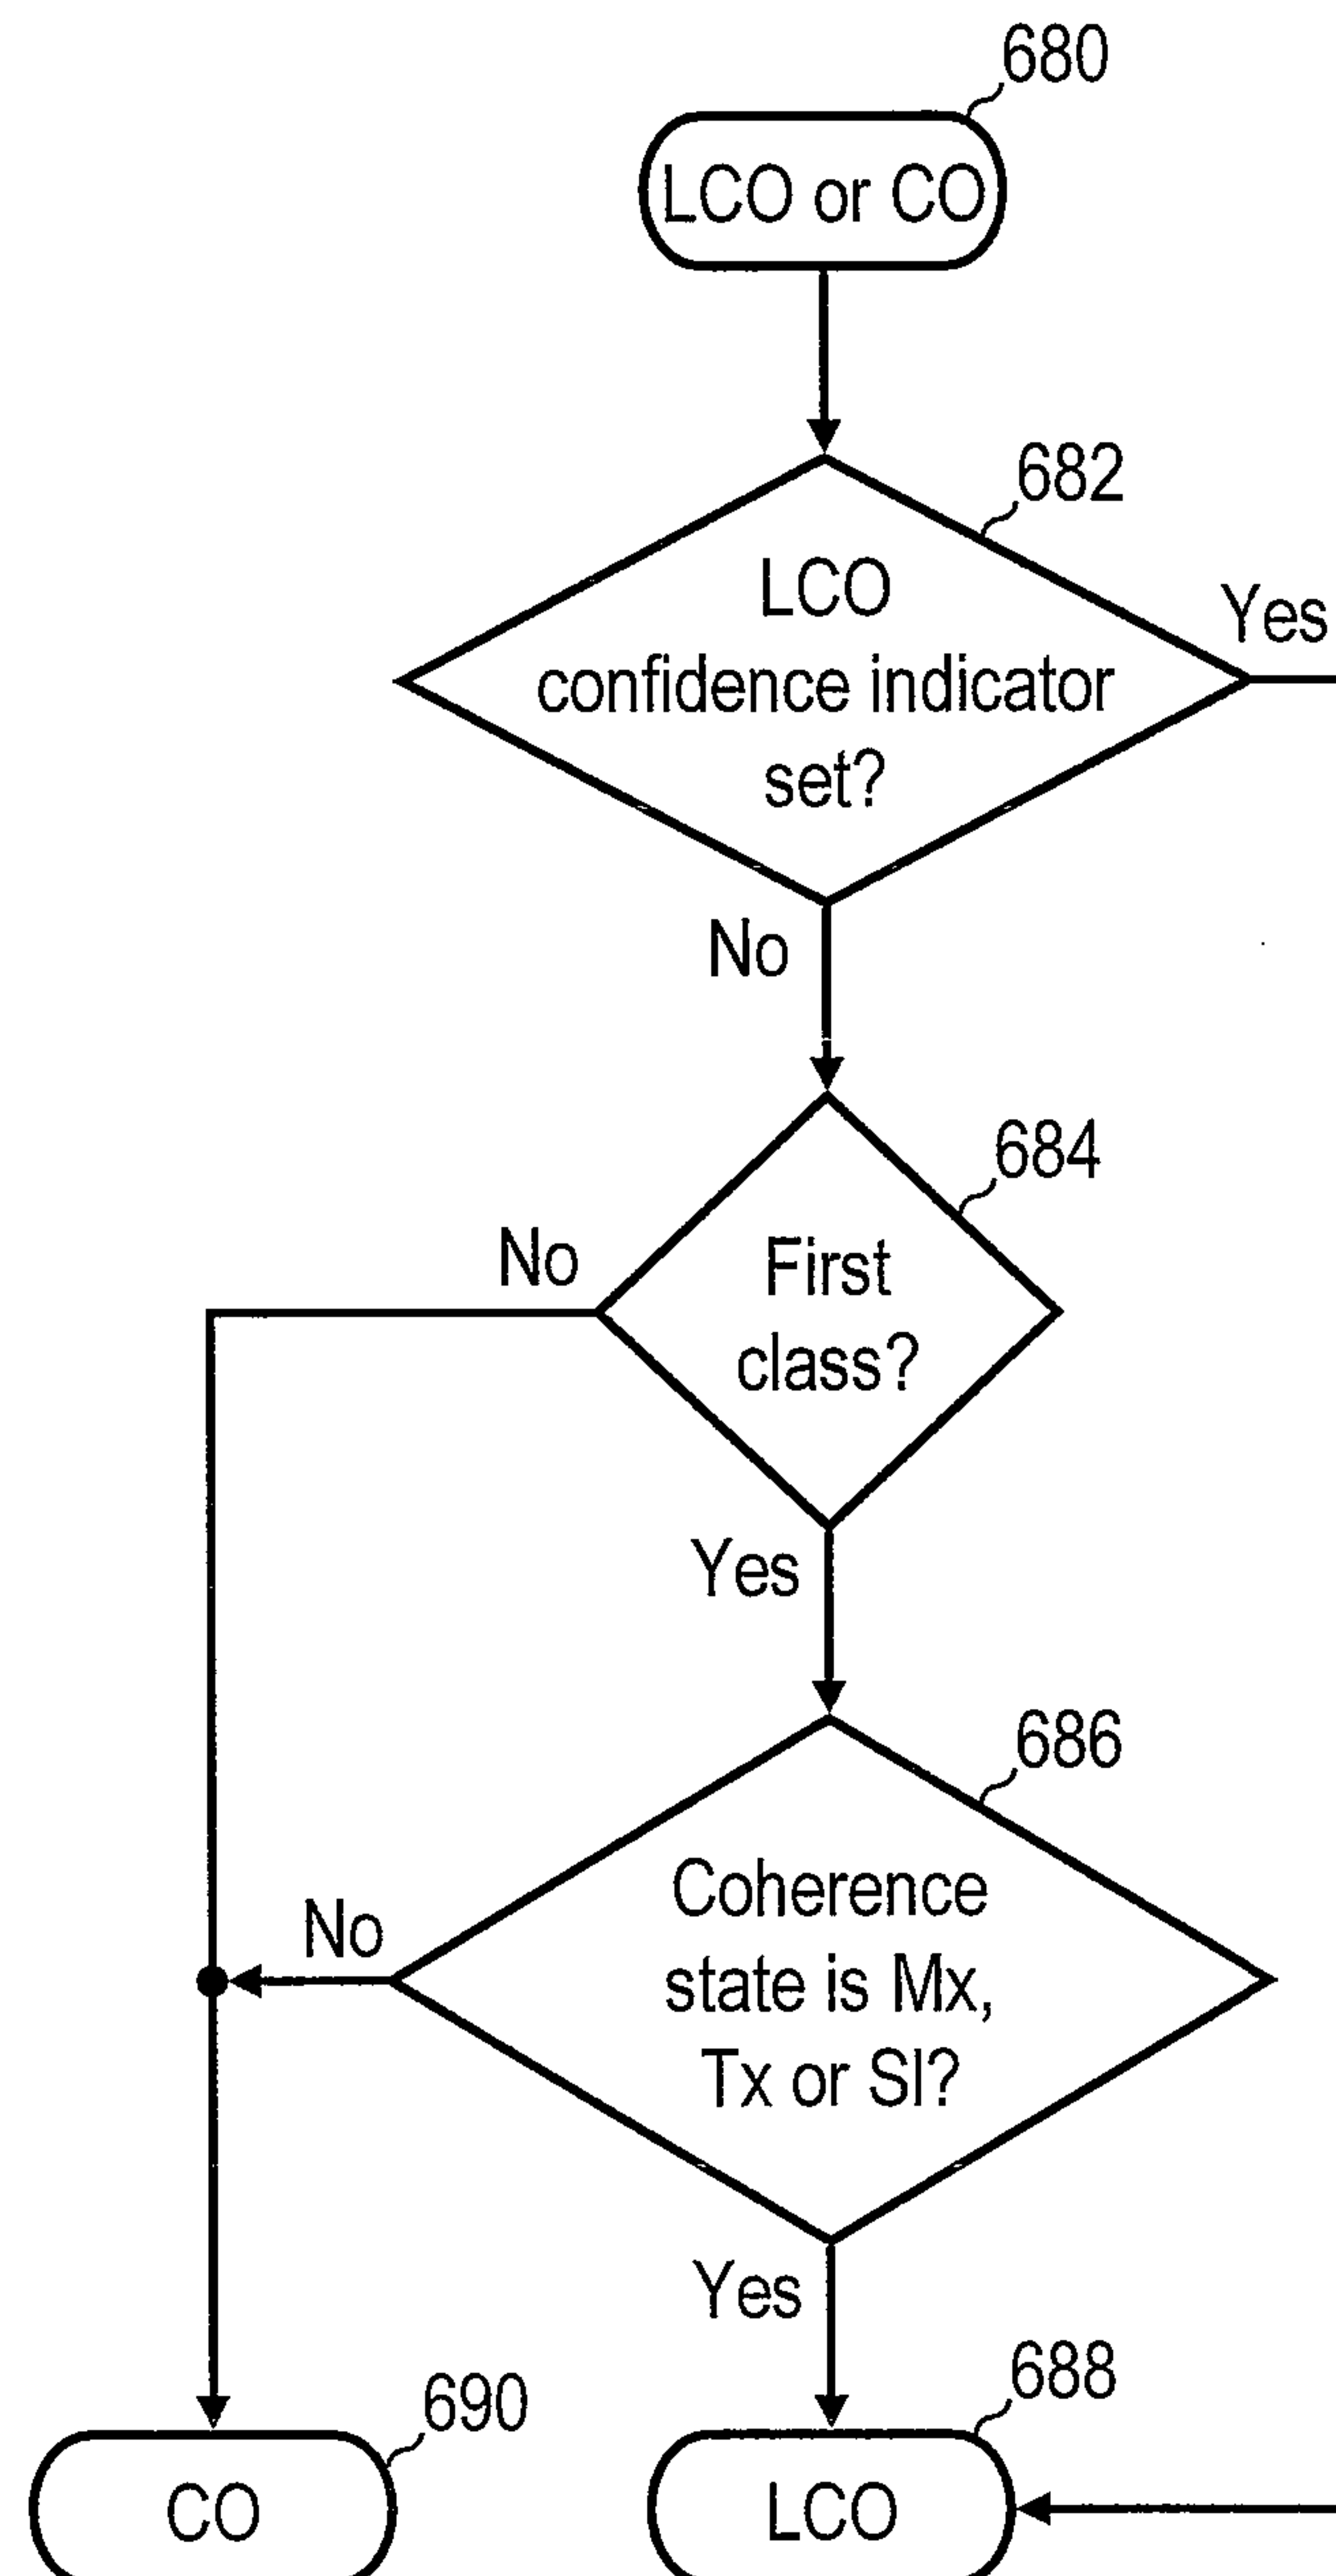 680
LCO or CO
682
LCO
confidence indicator
set?
Yes
No
684
First
class?
No
Yes
686
Coherence
state is Mx,
Tx or Sl?
No
Yes
690
CO
688
LCO